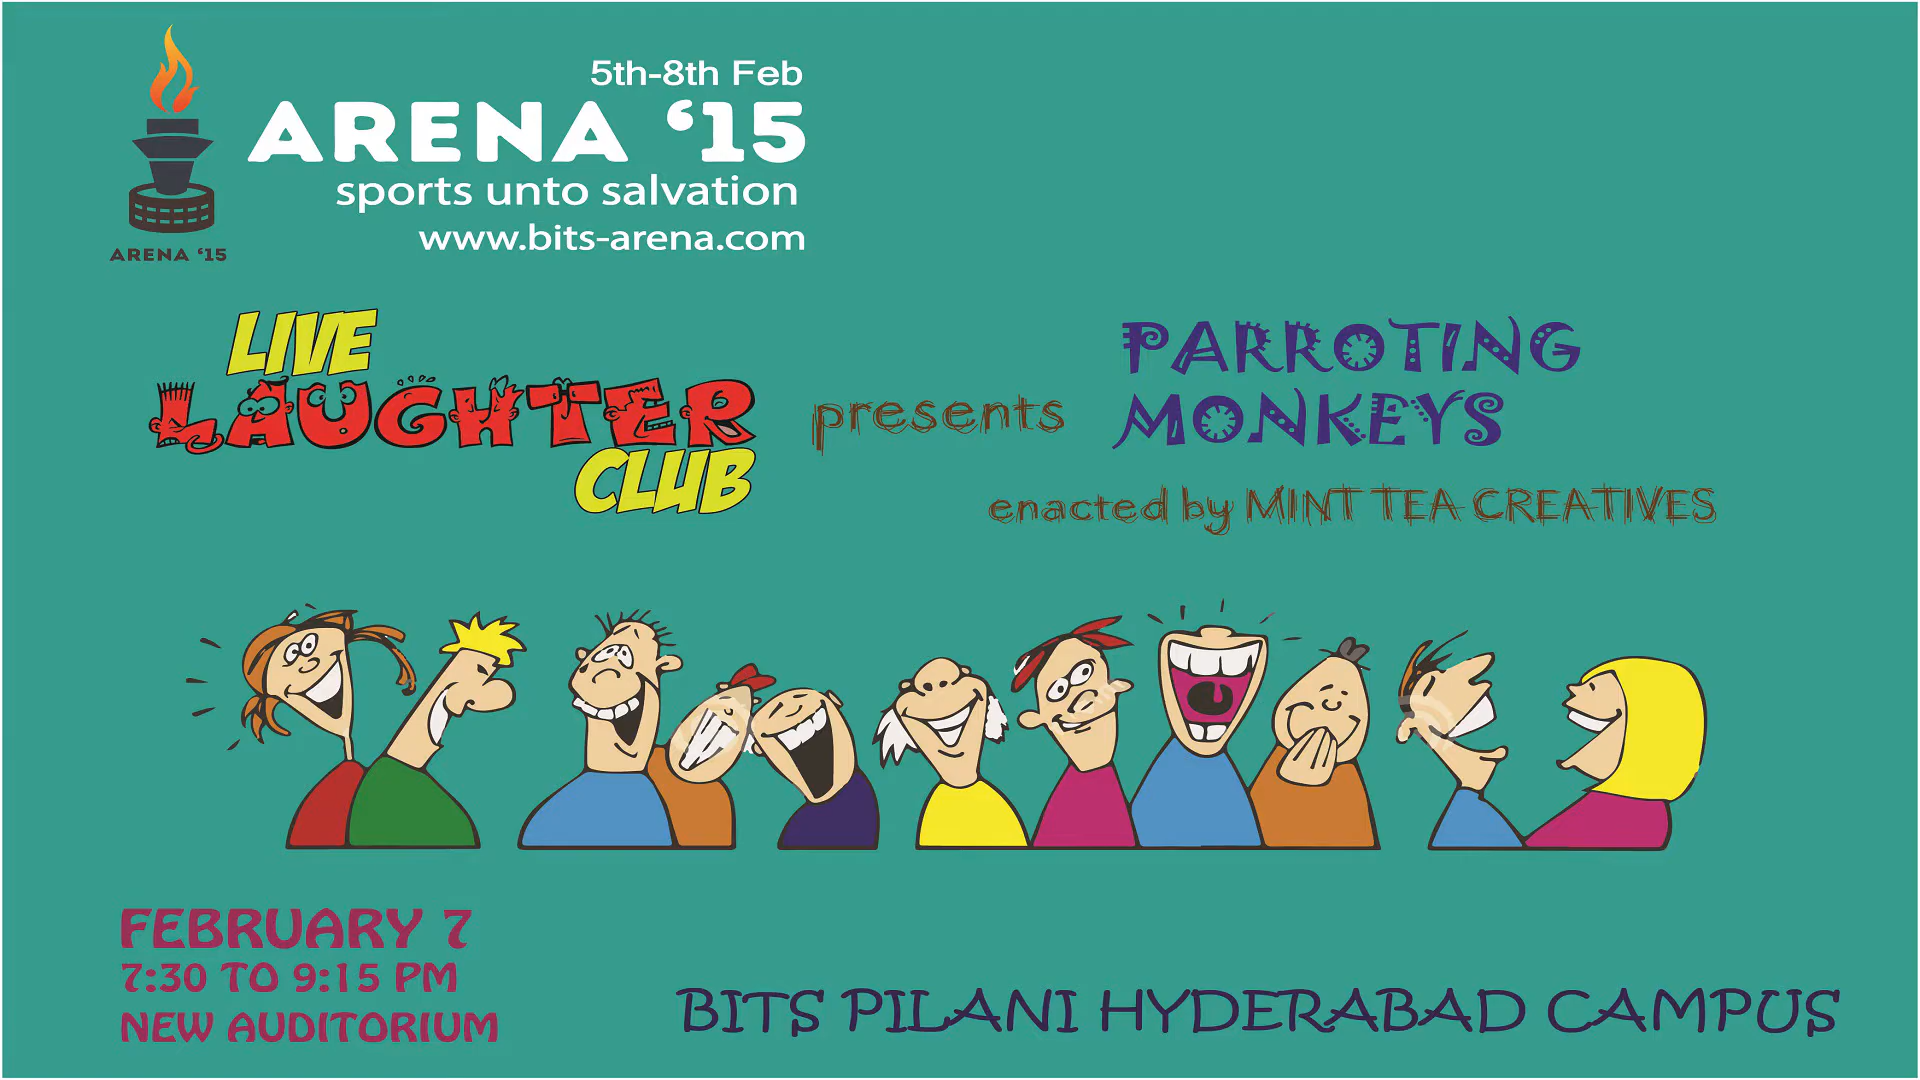 5th-8th Feb
ARENA ‘15
sports unto salvation
www.bits-arena.com
ARENA ‘15
LIVE
LAUGHTER
CLUB
presents
PARROTING
MONKEYS
enacted by MINT TEA CREATIVES
FEBRUARY 7
7:30 TO 9:15 PM
NEW AUDITORIUM
BITS PILANI HYDERABAD CAMPUS